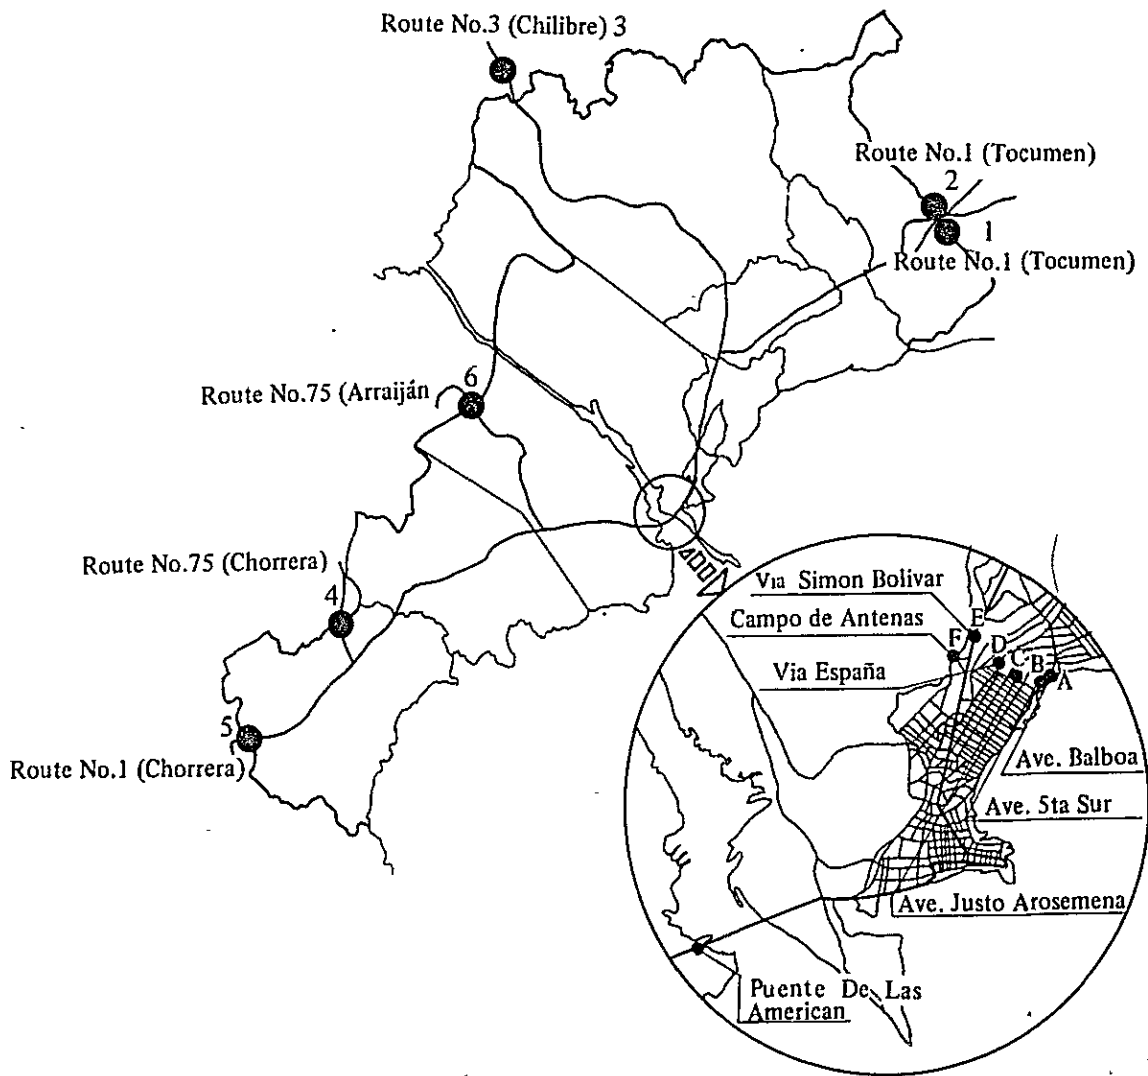 Route No.3 (Chilibre) 3
Route No.1 (Tocumen)
2
1
Route No.1 (Tocumen)
6
Route No.75 (Arraiján
Route No.75 (Chorrera)
4
5
Route No.1 (Chorrera)
Via Simon Bolivar
Campo de Antenas
E
F
D
C
B
A
Via España
Ave. Balboa
Ave. 5ta Sur
Ave. Justo Arosemena
Puente De Las
American